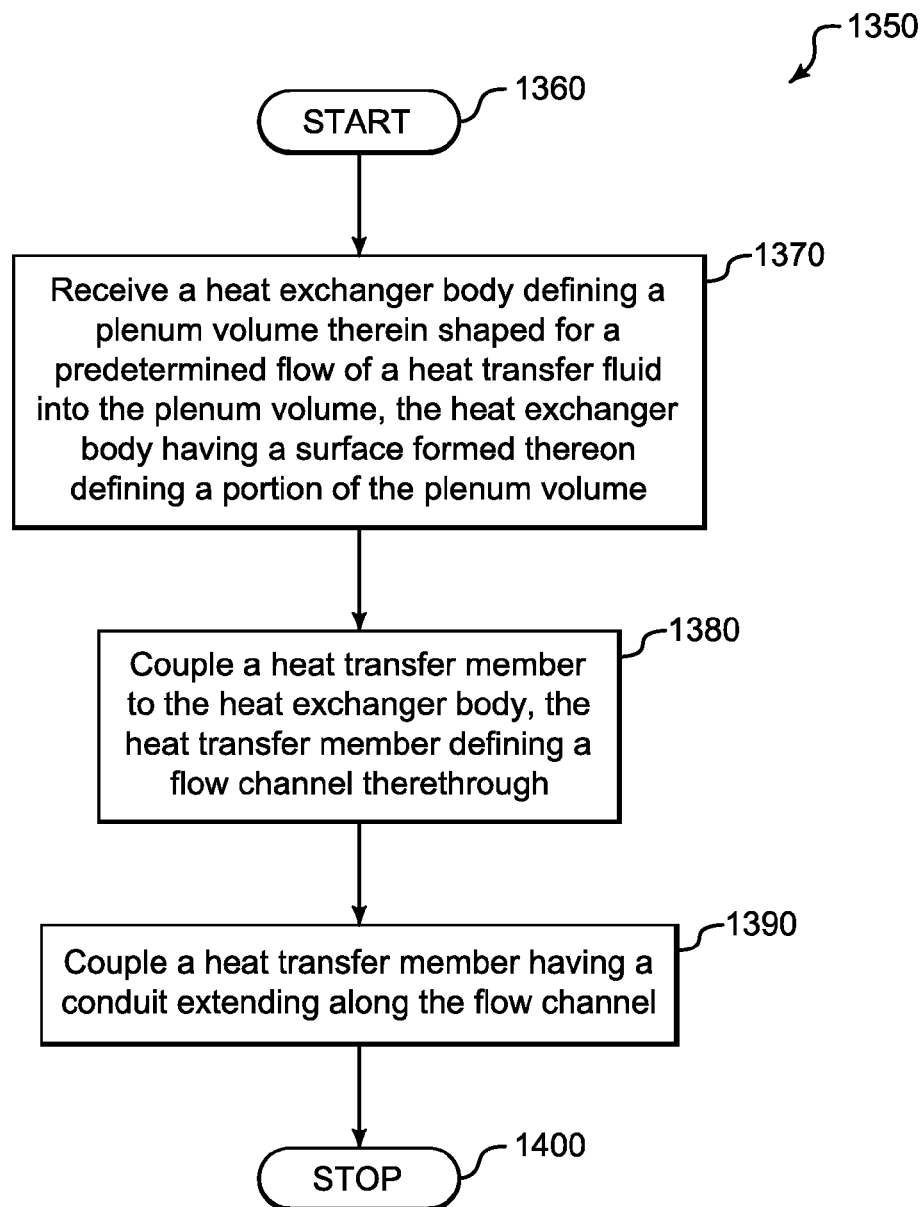 1350
START
1360
1370
Receive a heat exchanger body defining a
plenum volume therein shaped for a
predetermined flow of a heat transfer fluid
into the plenum volume, the heat exchanger
body having a surface formed thereon
defining a portion of the plenum volume
1380
Couple a heat transfer member
to the heat exchanger body, the
heat transfer member defining a
flow channel therethrough
1390
Couple a heat transfer member having a
conduit extending along the flow channel
1400
STOP